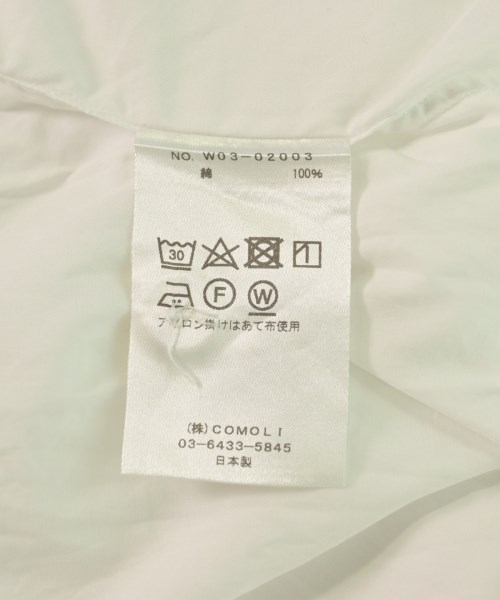 NO. W03-02003
綿 100%
30
F W
アイロン掛けはあて布使用
(株)COMOLI
03-6433-5845
日本製